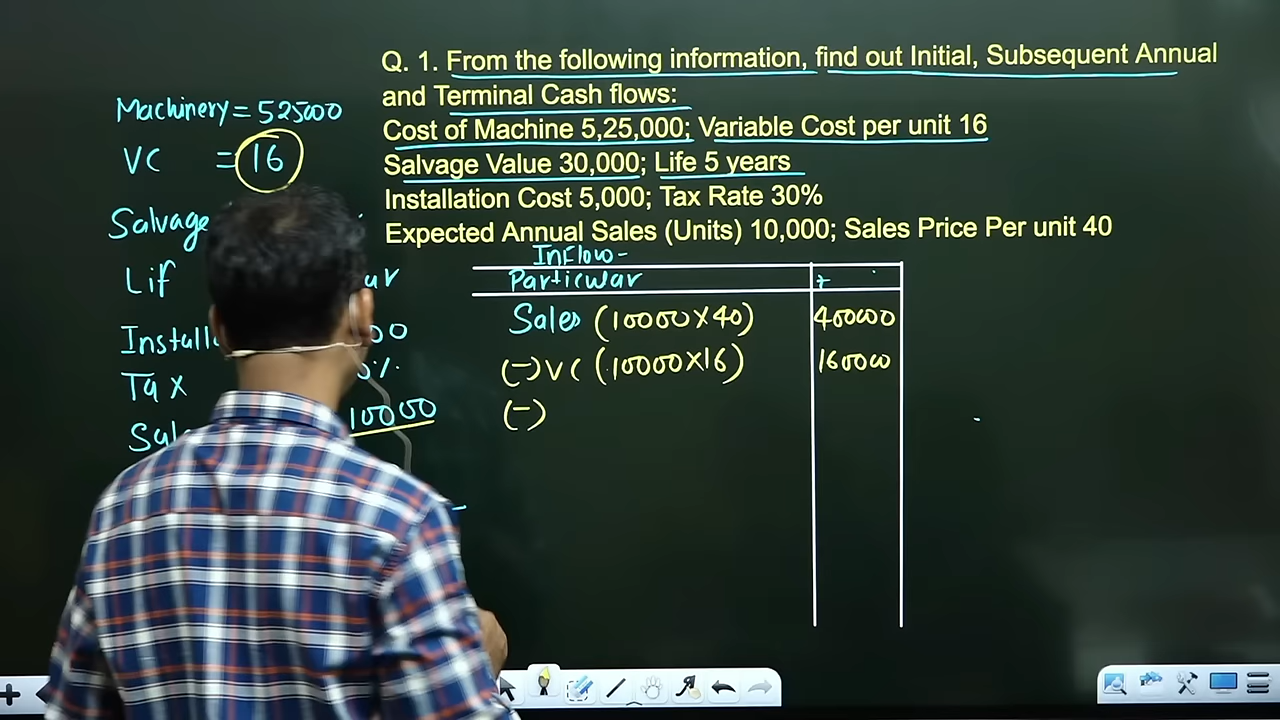 Q. 1. From the following information, find out Initial, Subsequent Annual
and Terminal Cash flows:
Cost of Machine 5,25,000; Variable Cost per unit 16
Salvage Value 30,000; Life 5 years
Installation Cost 5,000; Tax Rate 30%
Expected Annual Sales (Units) 10,000; Sales Price Per unit 40
Machinery = 525000
VC = 16
Salvage
Lif
Tax
10000
Inflow-
Particular
Sales (10000×40) 400000
(-) VC (10000×16) 160000
(-)